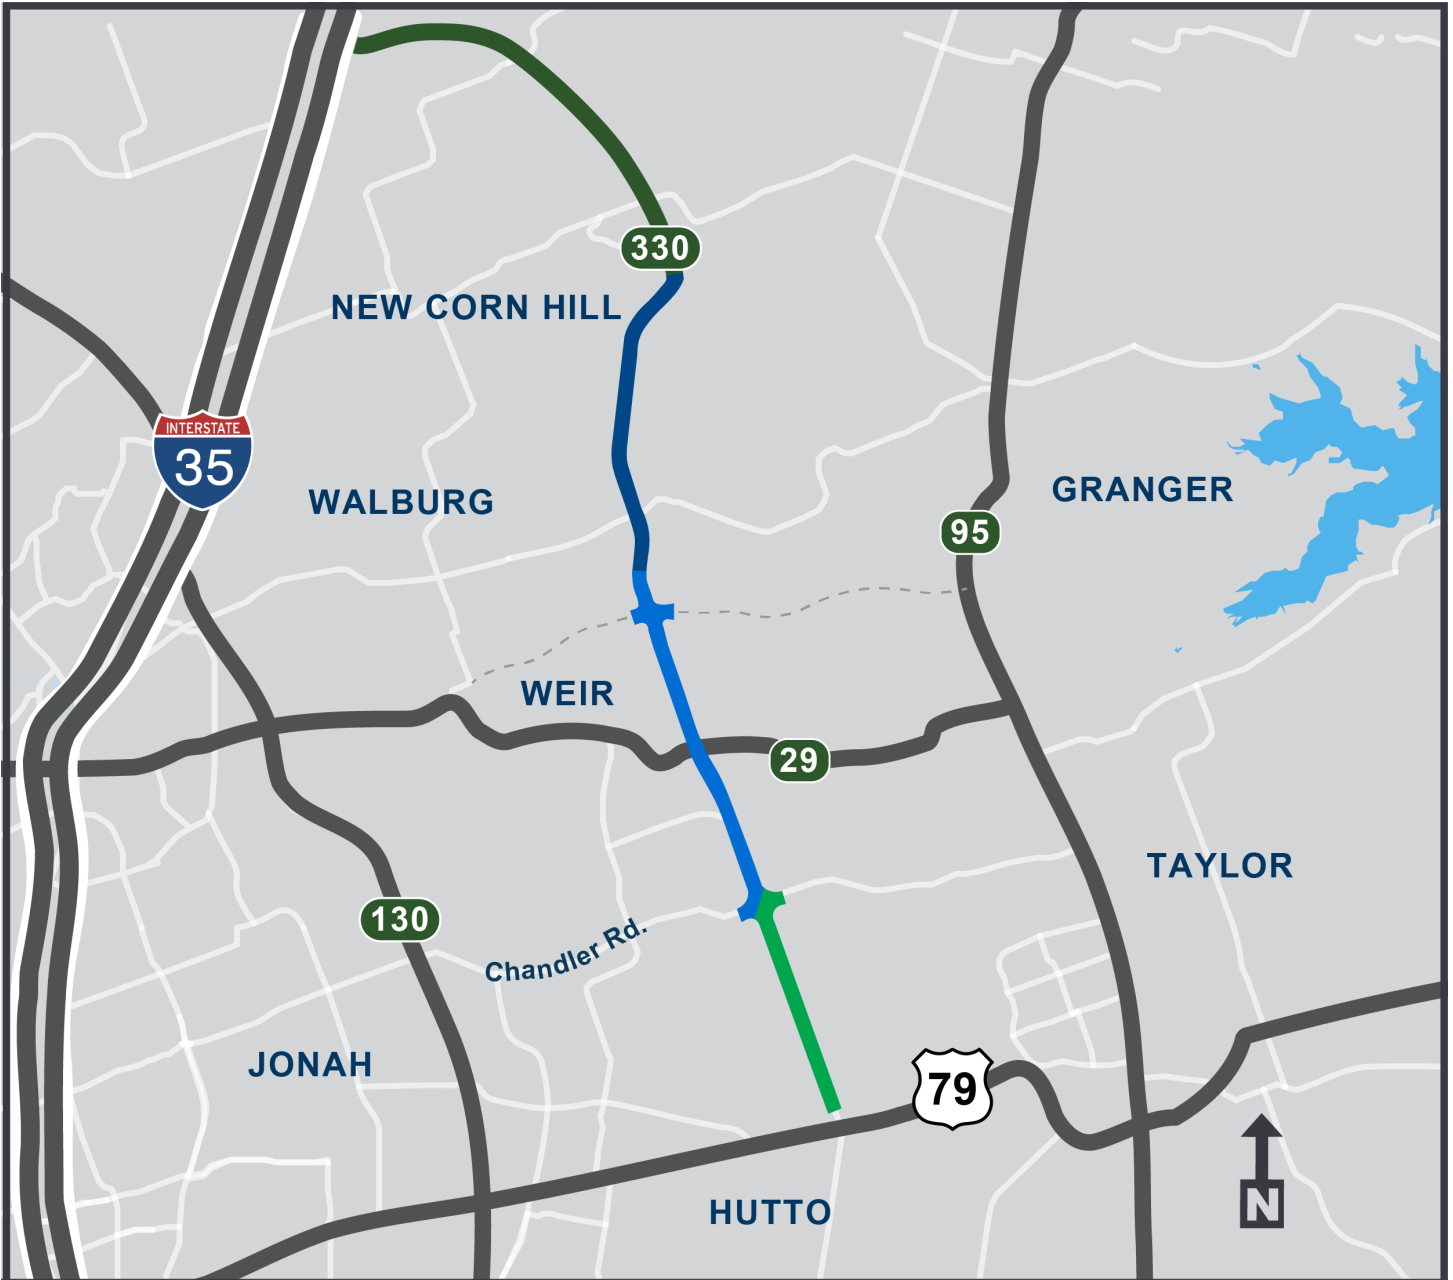 330
NEW CORN HILL
INTERSTATE
35
WALBURG
GRANGER
95
WEIR
29
TAYLOR
130
Chandler Rd.
JONAH
79
HUTTO
N